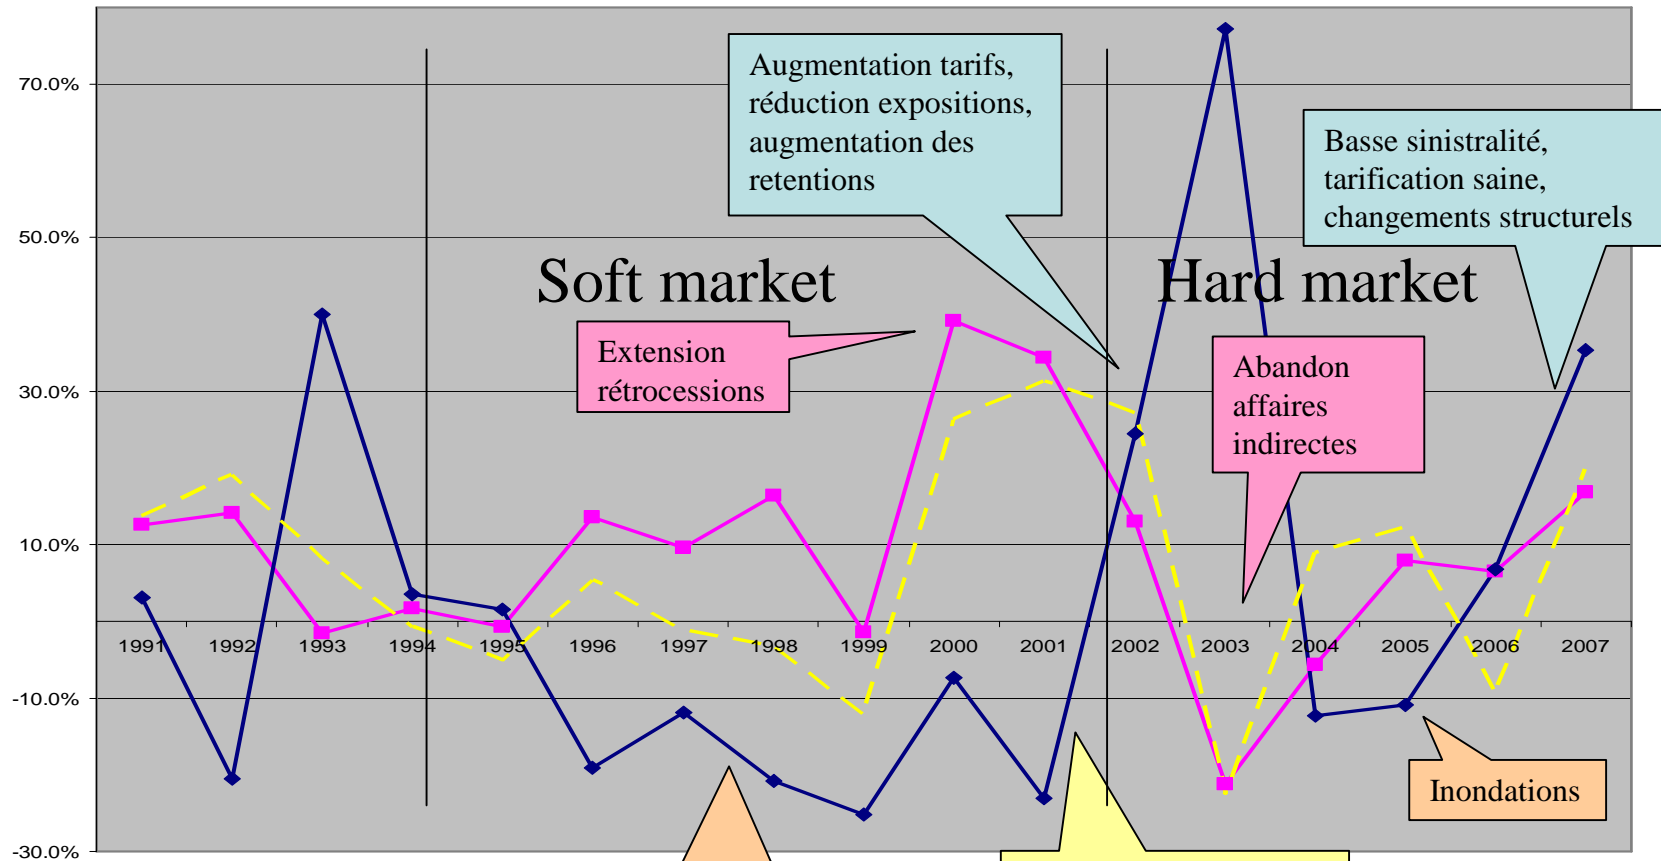 70.0%
50.0%
30.0%
10.0%
-10.0%
-30.0%
Augmentation tarifs,
réduction expositions,
augmentation des
retentions
Basse sinistralité,
tarification saine,
changements structurels
Soft market
Hard market
Extension
rétrocessions
Abandon
affaires
indirectes
1991 1992 1993 1994 1995 1996 1997 1998 1999 2000 2001 2002 2003 2004 2005 2006 2007
Inondations